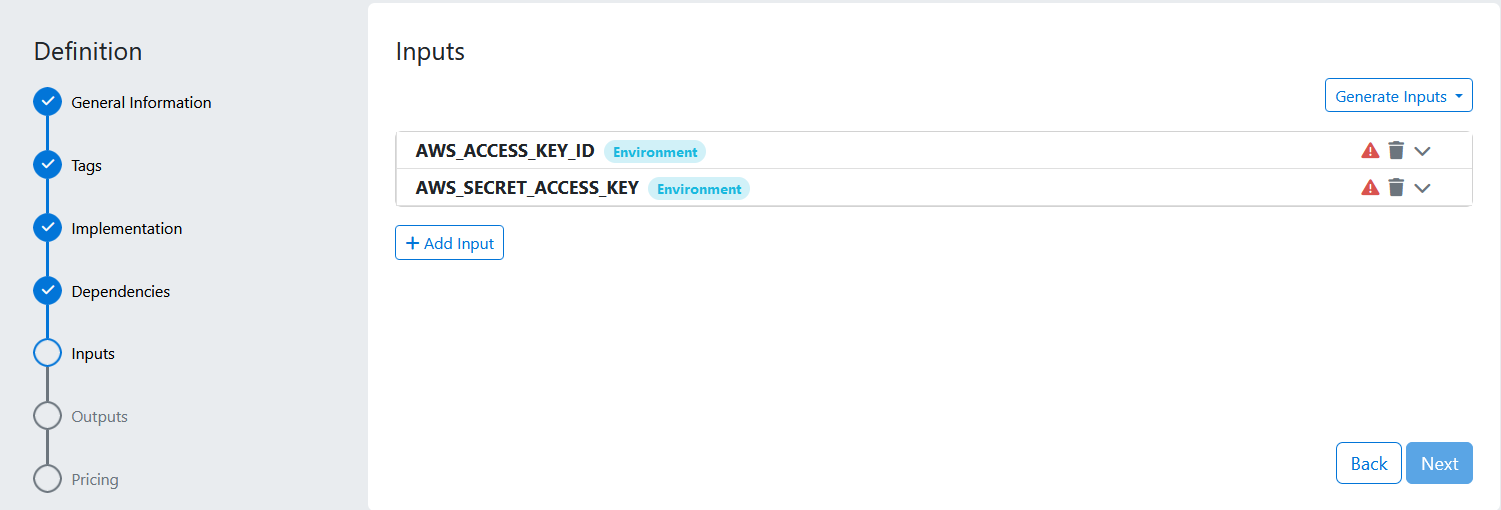 Definition
General Information
Tags
Implementation
Dependencies
Inputs
Outputs
Pricing
Inputs
Generate Inputs
AWS_ACCESS_KEY_ID Environment
AWS_SECRET_ACCESS_KEY Environment
+ Add Input
Back Next